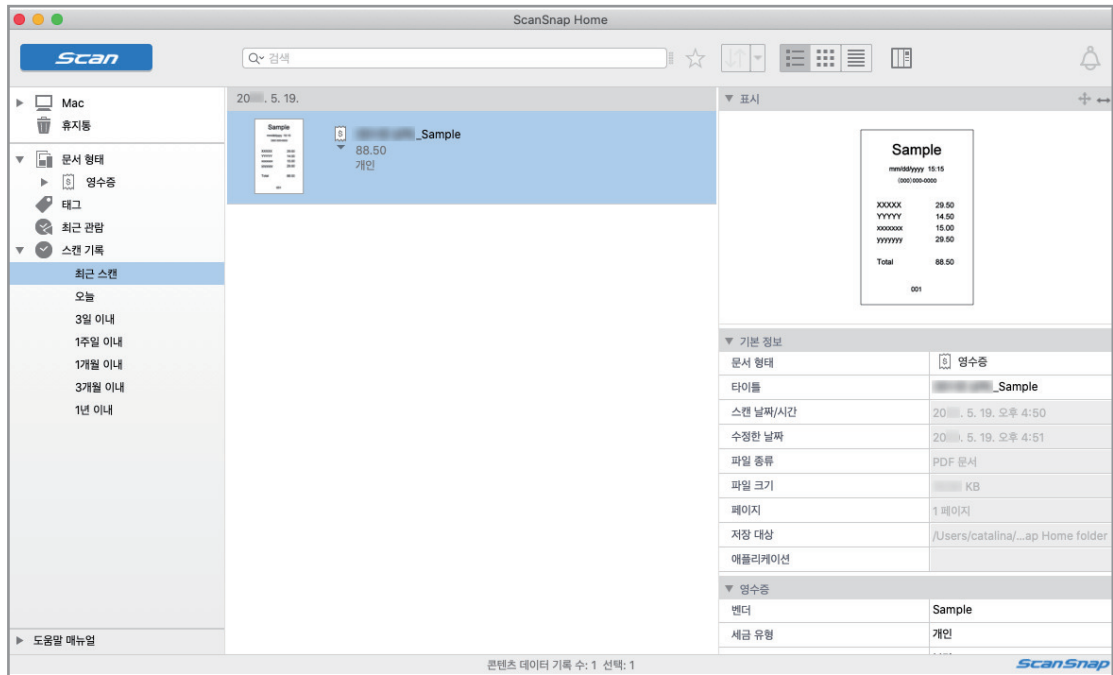 ScanSnap Home
Scan
검색
Mac
휴지통
문서 형태
영수증
태그
최근 관람
스캔 기록
최근 스캔
오늘
3일 이내
1주일 이내
1개월 이내
3개월 이내
1년 이내
도움말 매뉴얼
20 . 5. 19.
Sample
_Sample
88.50
개인
표시
Sample
mm/dd/yyyy 15:15
(000)000-0000
XXXXX 29.50
YYYYY 14.50
xxxxxxx 15.00
yyyyyyy 29.50
Total 88.50
001
기본 정보
문서 형태 영수증
타이틀 _Sample
스캔 날짜/시간 20 . 5. 19. 오후 4:50
수정한 날짜 20 . 5. 19. 오후 4:51
파일 종류 PDF 문서
파일 크기 KB
페이지 1 페이지
저장 대상 /Users/catalina/...ap Home folder
애플리케이션
영수증
벤더 Sample
세금 유형 개인
콘텐츠 데이터 기록 수: 1 선택: 1
ScanSnap